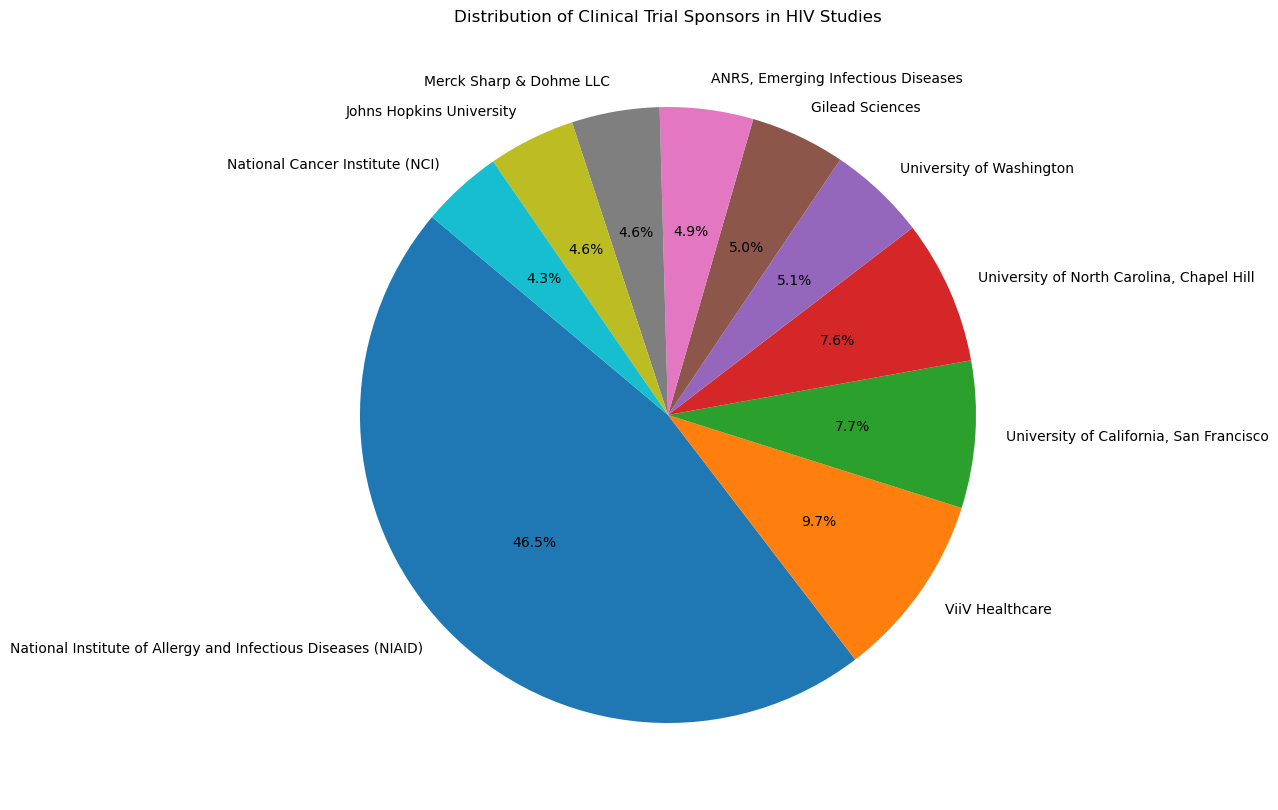 Distribution of Clinical Trial Sponsors in HIV Studies
ANRS, Emerging Infectious Diseases
Merck Sharp & Dohme LLC
Gilead Sciences
Johns Hopkins University
National Cancer Institute (NCI)
University of Washington
4.9%
4.6%
5.0%
4.6%
4.3%
5.1%
University of North Carolina, Chapel Hill
7.6%
7.7%
University of California, San Francisco
9.7%
46.5%
ViiV Healthcare
National Institute of Allergy and Infectious Diseases (NIAID)